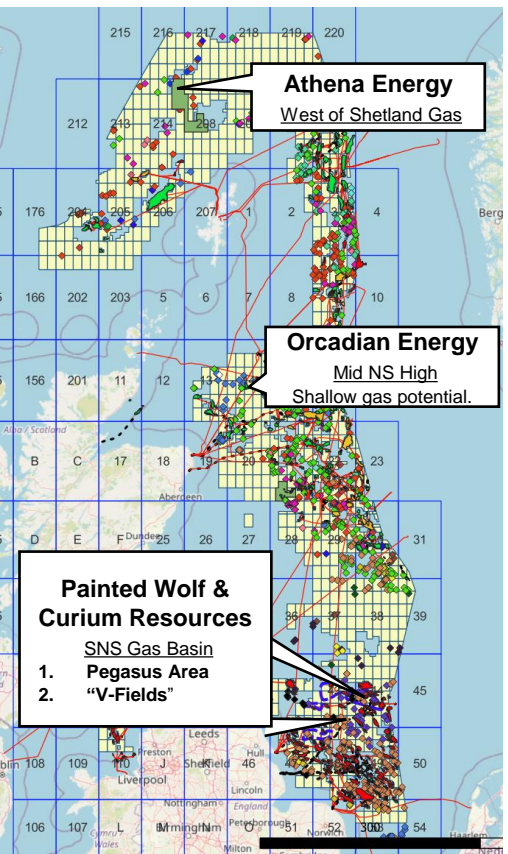 215 216 217 218 219 220
Athena Energy
West of Shetland Gas
212 213 214 208
176 204 205 206 207 1 2 3 4
Berg
166 202 203 5 6 7 8 10
Orcadian Energy
Mid NS High
Shallow gas potential.
156 201 11 12 13
Alba / Scotland
B C 17 18 19 20 21 22 23
Aberdeen
D E F 25 26 27 28 29 31
Dundee
Painted Wolf &
Curium Resources
SNS Gas Basin
1. Pegasus Area
2. “V-Fields”
36 37 38 39
45
Leeds
108 109 110 J K 46 50
Preston Hull
Sheffield
Liverpool
Lincoln
Nottingham England
106 107 L M N O 51 52 54
Cymru
Wales
Birmingham Peterborough Norwich Haarlem
Milton